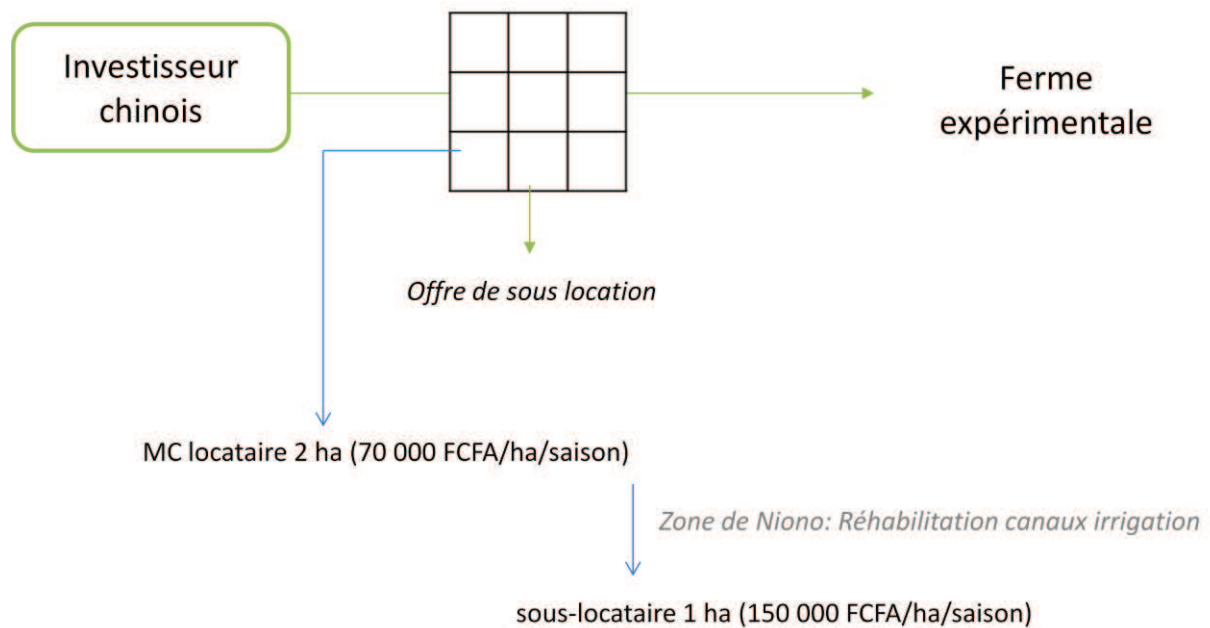 Investisseur
chinois
Ferme
expérimentale
Offre de sous location
MC locataire 2 ha (70 000 FCFA/ha/saison)
Zone de Niono: Réhabilitation canaux irrigation
sous-locataire 1 ha (150 000 FCFA/ha/saison)